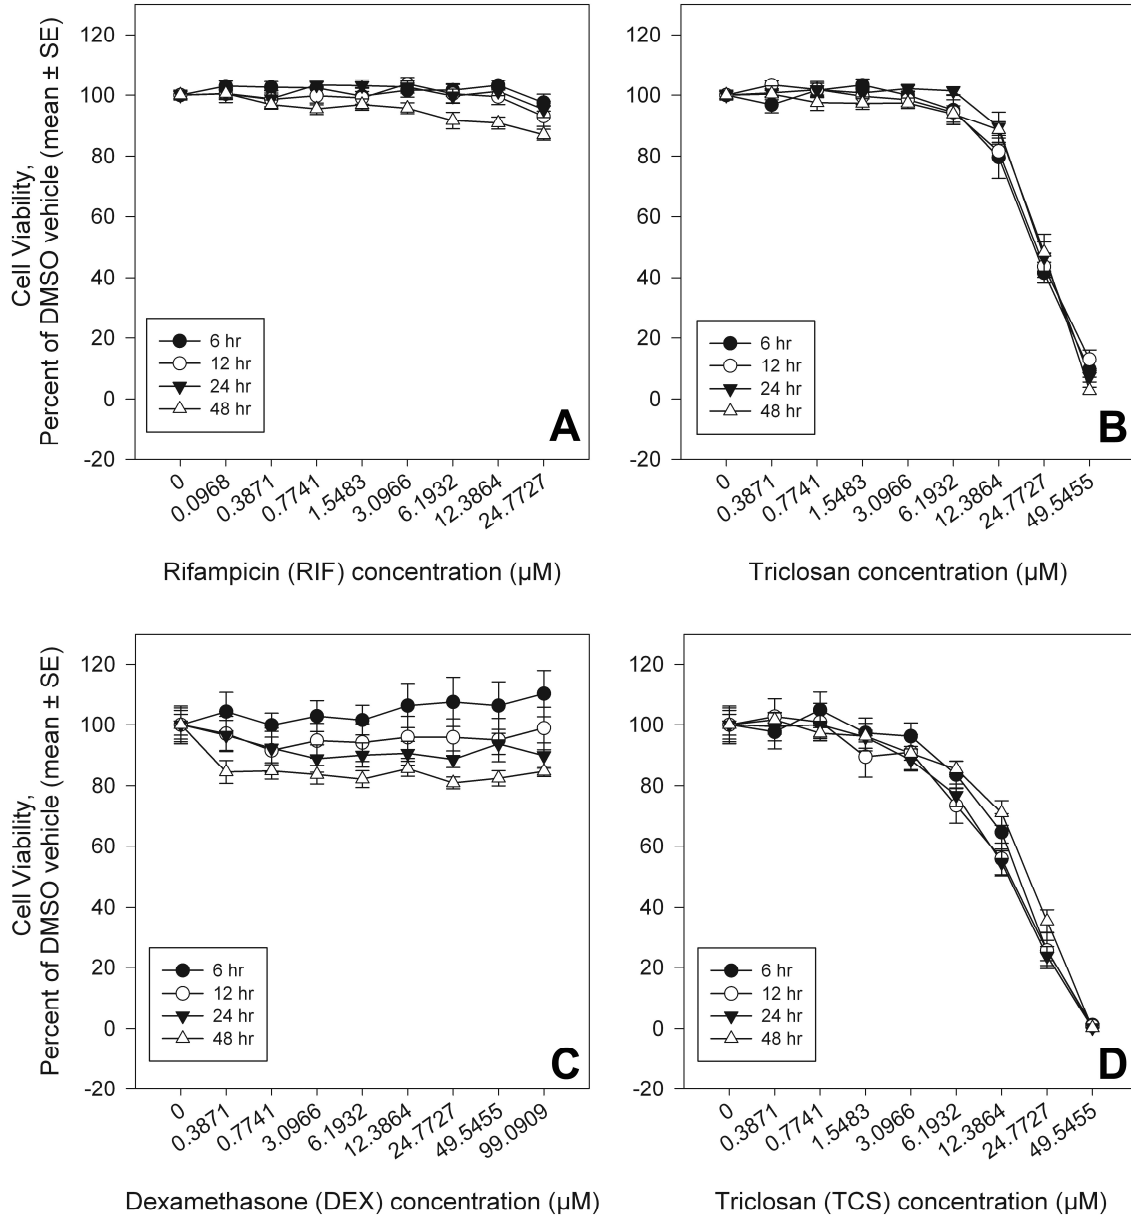 Cell Viability,
Percent of DMSO vehicle (mean ± SE)
120
100
80
60
40
20
0
-20
6 hr
12 hr
24 hr
48 hr
A
0
0.0968
0.3871
0.7741
1.5483
3.0966
6.1932
12.3864
24.7727
Rifampicin (RIF) concentration (µM)
120
100
80
60
40
20
0
-20
6 hr
12 hr
24 hr
48 hr
B
0
0.3871
0.7741
1.5483
3.0966
6.1932
12.3864
24.7727
49.5455
Triclosan concentration (µM)
Cell Viability,
Percent of DMSO vehicle (mean ± SE)
120
100
80
60
40
20
0
-20
6 hr
12 hr
24 hr
48 hr
C
0
0.3871
0.7741
3.0966
6.1932
12.3864
24.7727
49.5455
99.0909
Dexamethasone (DEX) concentration (µM)
120
100
80
60
40
20
0
-20
6 hr
12 hr
24 hr
48 hr
D
0
0.3871
0.7741
1.5483
3.0966
6.1932
12.3864
24.7727
49.5455
Triclosan (TCS) concentration (µM)